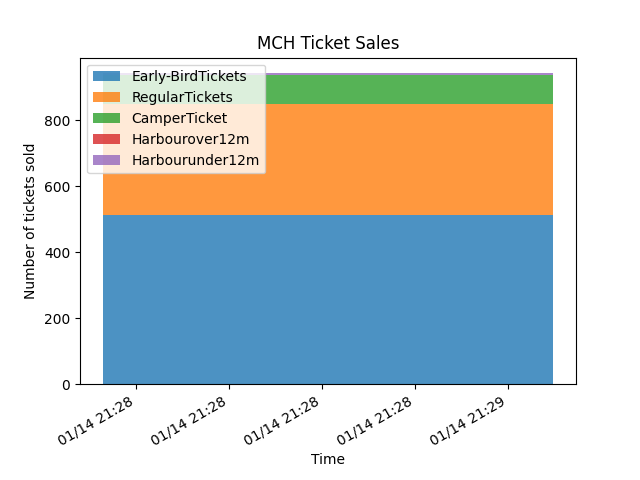 MCH Ticket Sales
Early-BirdTickets
RegularTickets
CamperTicket
Harbourover12m
Harbourunder12m
Number of tickets sold
800
600
400
200
0
01/14 21:28
01/14 21:28
01/14 21:28
01/14 21:28
01/14 21:29
Time